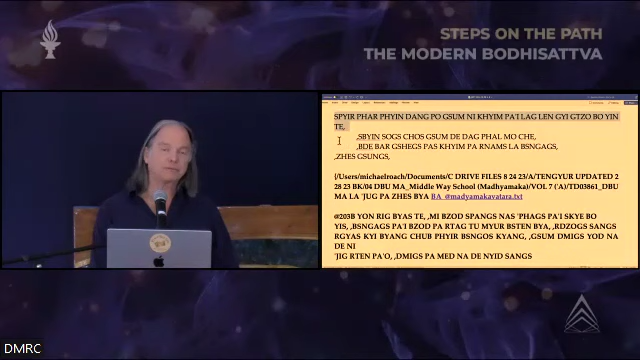 STEPS ON THE PATH
THE MODERN BODHISATTVA
SPYIR PHAR PHYIN DANG PO GSUM NI KHYIM PA'I LAG LEN GYI GTZO BO YIN
TE,
,SBYIN SOGS CHOS GSUM DE DAG PHAL MO CHE,
,BDE BAR GSHEGS PAS KHYIM PA RNAMS LA BSNGAGS,
,ZHES GSUNGS,
(/Users/michaelroach/Documents/C DRIVE FILES 8 24 23/A/TENGYUR UPDATED 2
28 23 BK/04 DBU MA_Middle Way School (Madhyamaka)/VOL 7 ('A)/TD03861_DBU
MA LA 'JUG PA ZHES BYA BA_@madyamakavatara.txt
@203B YON RIG BYAS TE, ,MI BZOD SPANGS NAS 'PHAGS PA'I SKYE BO
YIS, ,BSNGAGS PA'I BZOD PA RTAG TU MYUR BSTEN BYA, ,RDZOGS SANGS
RGYAS KYI BYANG CHUB PHYIR BSNGOS KYANG, ,GSUM DMIGS YOD NA
DE NI
'JIG RTEN PA'O, ,DMIGS PA MED NA DE NYID SANGS
DMRC